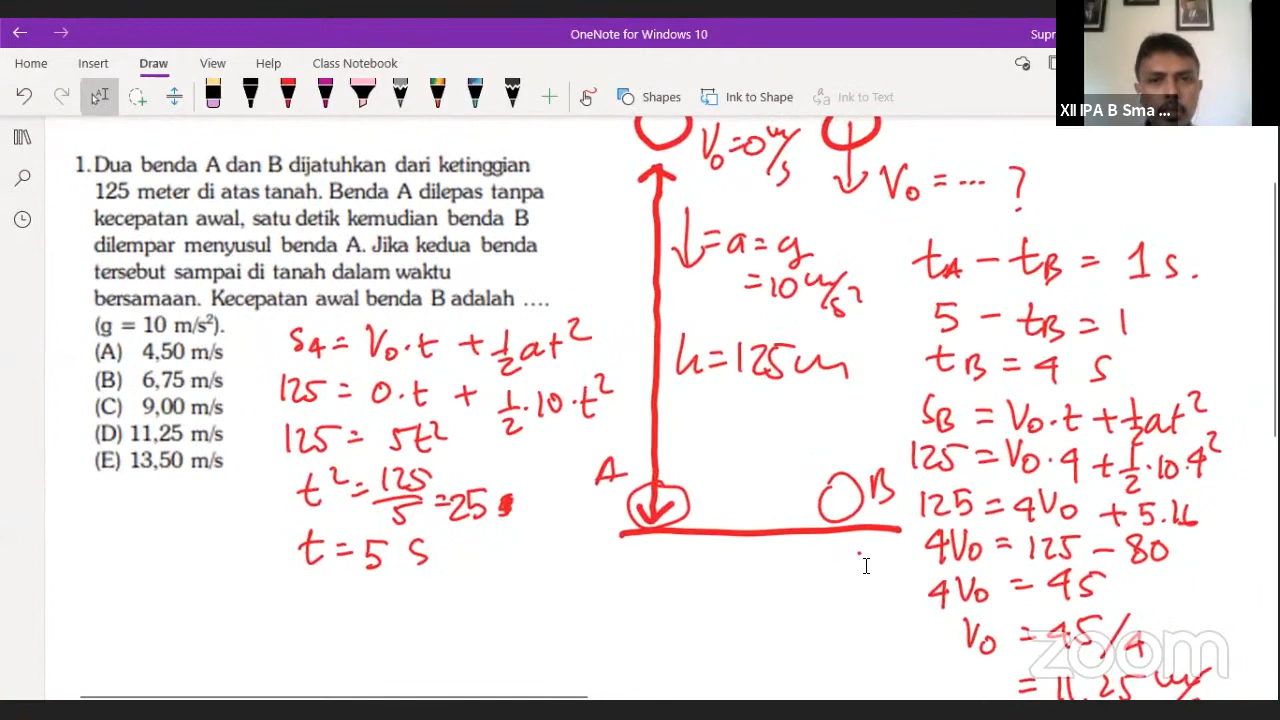 OneNote for Windows 10
Supr
Home Insert Draw View Help Class Notebook
Shapes Ink to Shape Ink to Text
XII IPA B Sma ...
1. Dua benda A dan B dijatuhkan dari ketinggian
125 meter di atas tanah. Benda A dilepas tanpa
kecepatan awal, satu detik kemudian benda B
dilempar menyusul benda A. Jika kedua benda
tersebut sampai di tanah dalam waktu
bersamaan. Kecepatan awal benda B adalah ....
(g = 10 m/s²).
(A) 4,50 m/s
(B) 6,75 m/s
(C) 9,00 m/s
(D) 11,25 m/s
(E) 13,50 m/s
SA = V₀·t + ½at²
125 = 0·t + ½·10·t²
125 = 5t²
t² = 125/5 = 25
t = 5 s
V₀ = 0 m/s
V₀ = ... ?
= a = g
= 10 m/s²
h = 125 m
A
B
tA - tB = 1 s.
5 - tB = 1
tB = 4 s
SB = V₀·t + ½at²
125 = V₀·4 + ½·10·4²
125 = 4V₀ + 5.16
4V₀ = 125 - 80
4V₀ = 45
V₀ = 45/4
= 11,25 m/
zoom